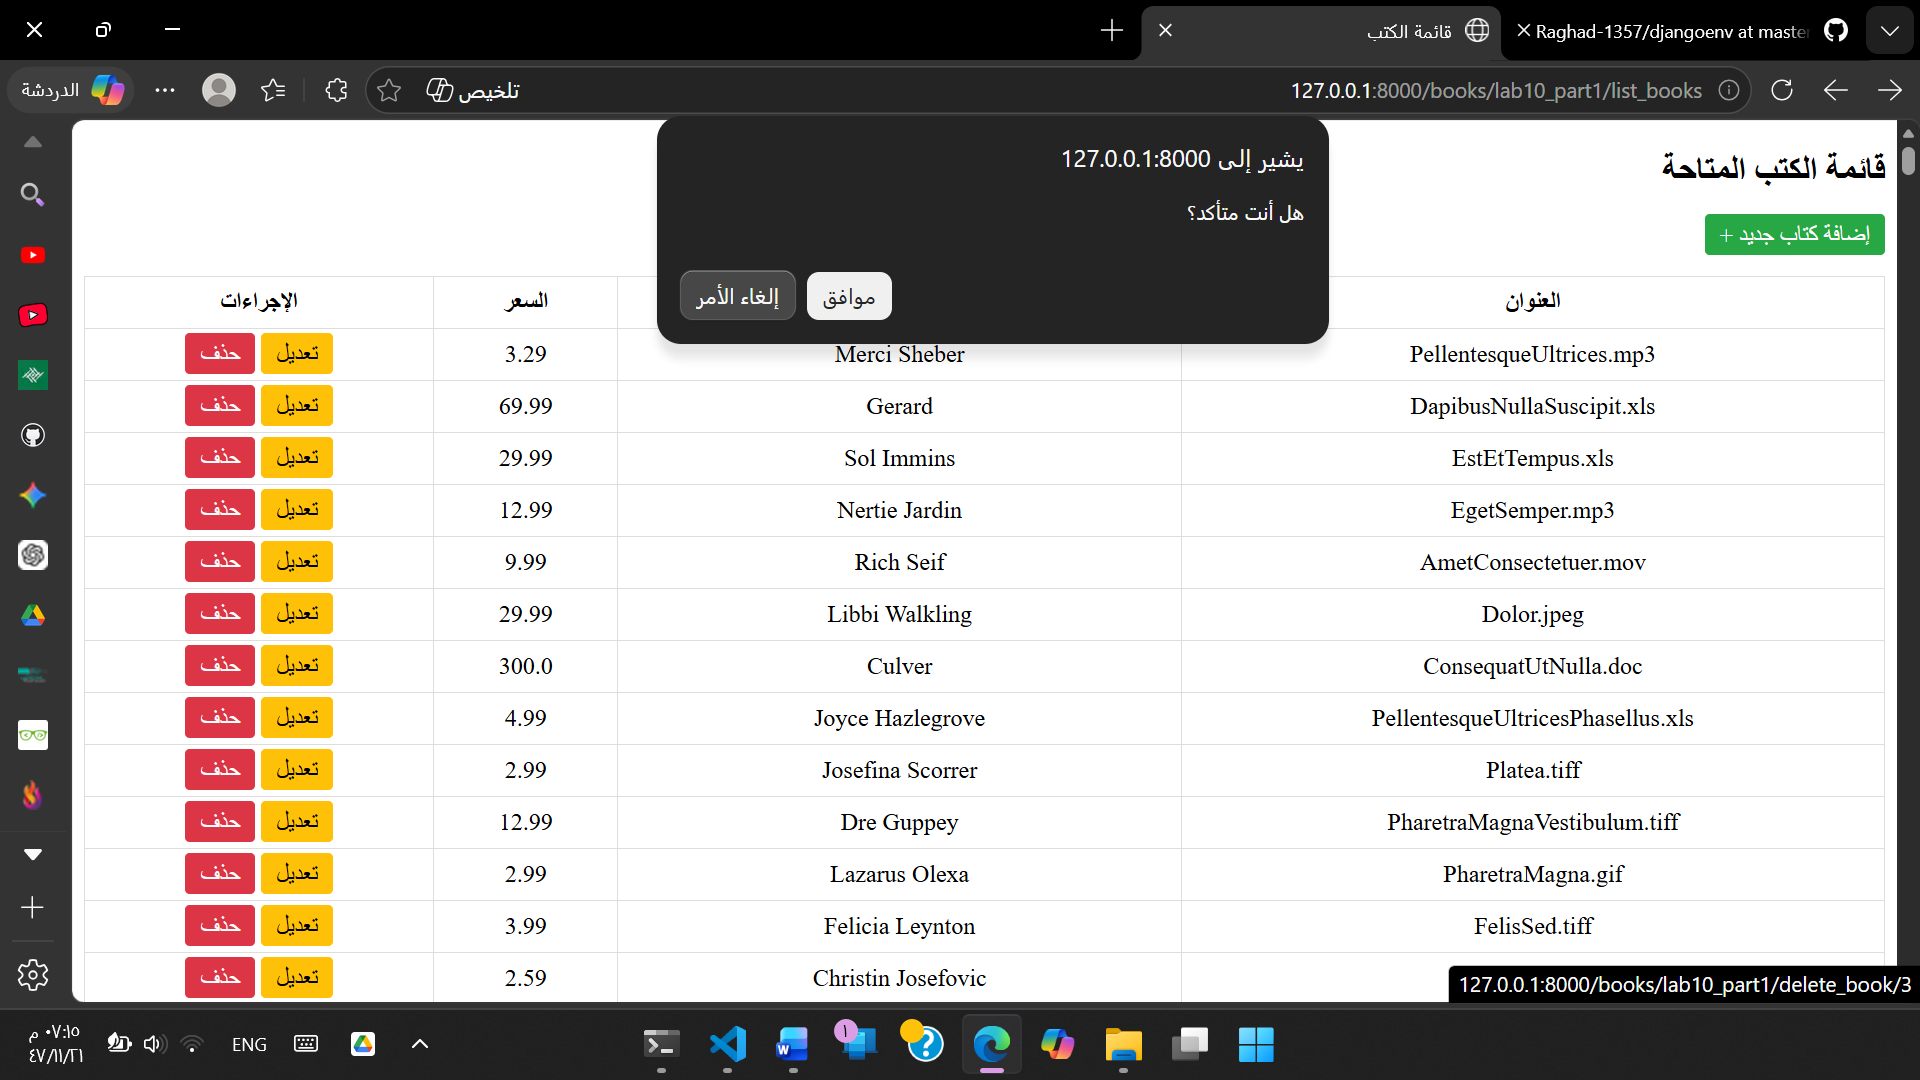 Raghad-1357/djangoenv at master
قائمة الكتب
127.0.0.1:8000/books/lab10_part1/list_books
تلخيص
الدردشة
127.0.0.1:8000 يشير إلى
هل أنت متأكد؟
موافق
إلغاء الأمر
قائمة الكتب المتاحة
إضافة كتاب جديد +
العنوان السعر الإجراءات
PellentesqueUltrices.mp3 Merci Sheber 3.29 تعديل حذف
DapibusNullaSuscipit.xls Gerard 69.99 تعديل حذف
EstEtTempus.xls Sol Immins 29.99 تعديل حذف
EgetSemper.mp3 Nertie Jardin 12.99 تعديل حذف
AmetConsectetuer.mov Rich Seif 9.99 تعديل حذف
Dolor.jpeg Libbi Walkling 29.99 تعديل حذف
ConsequatUtNulla.doc Culver 300.0 تعديل حذف
PellentesqueUltricesPhasellus.xls Joyce Hazlegrove 4.99 تعديل حذف
Platea.tiff Josefina Scorrer 2.99 تعديل حذف
PharetraMagnaVestibulum.tiff Dre Guppey 12.99 تعديل حذف
PharetraMagna.gif Lazarus Olexa 2.99 تعديل حذف
FelisSed.tiff Felicia Leynton 3.99 تعديل حذف
Christin Josefovic 2.59 تعديل حذف
127.0.0.1:8000/books/lab10_part1/delete_book/3
ENG
٠٧:١٥ م
٤٧/١١/٢١
١